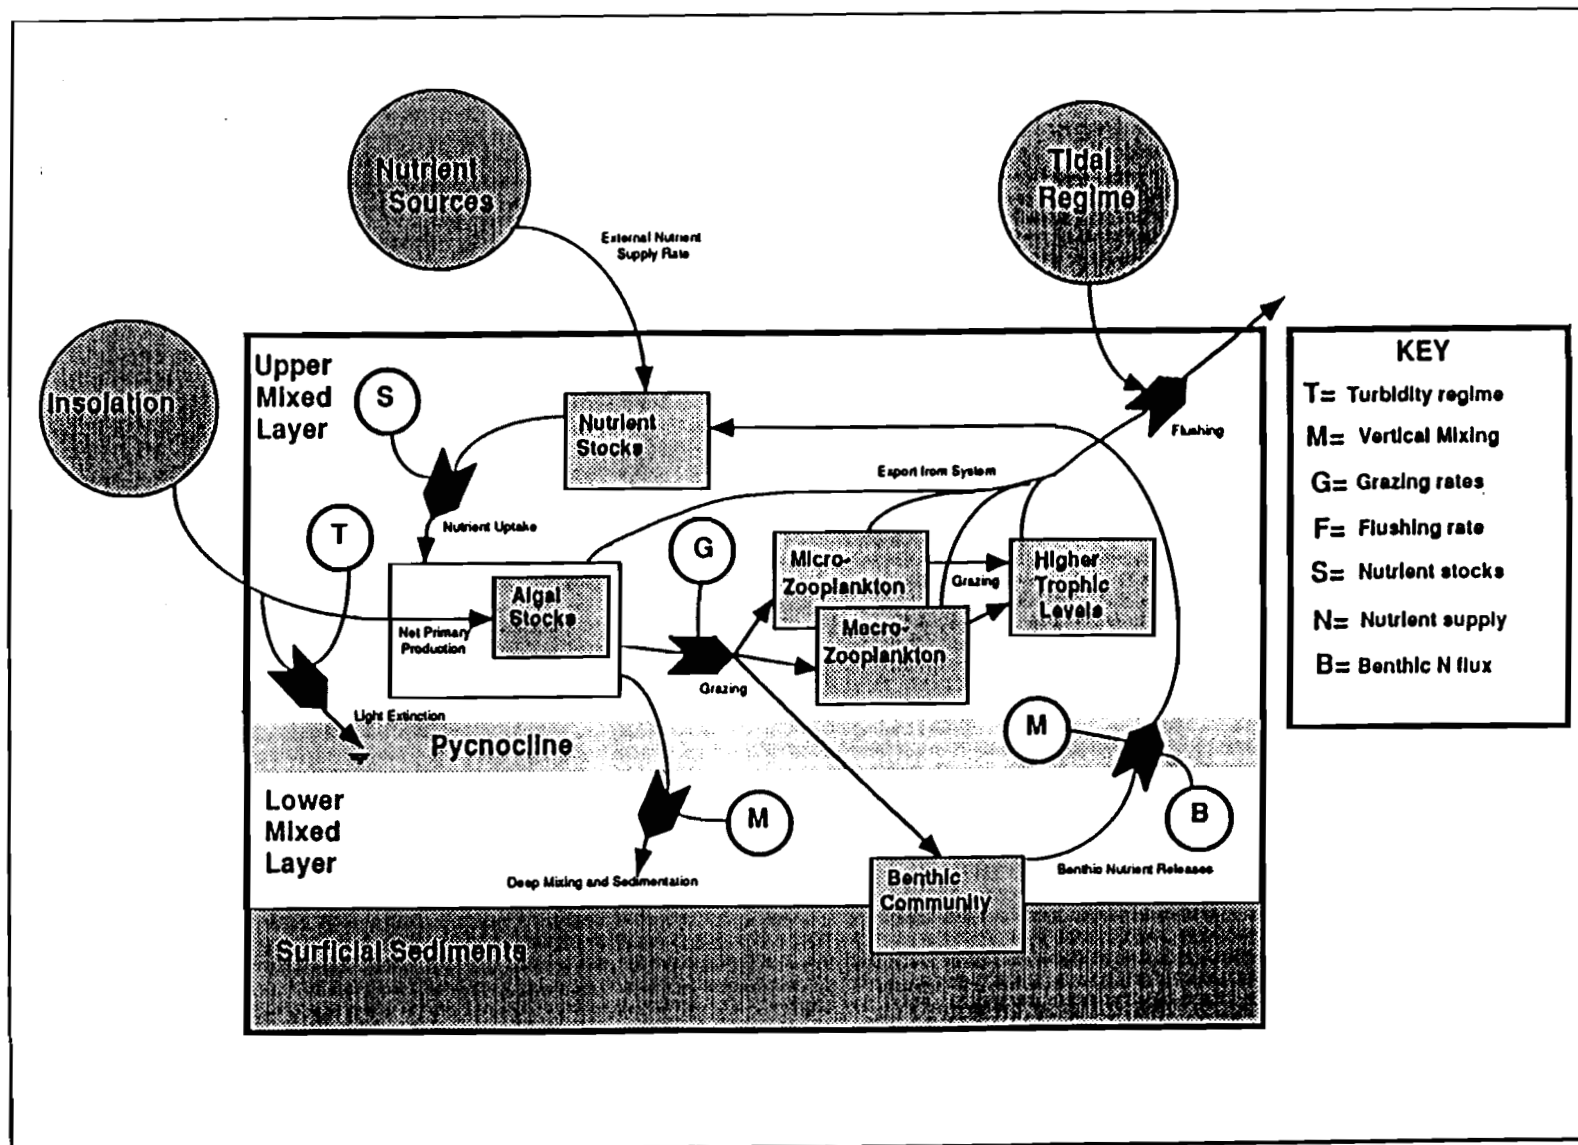 Nutrient
Sources
Tidal
Regime
External Nutrient
Supply Rate
Insolation
Upper
Mixed
Layer
S
Nutrient
Stocks
Flushing
Export from System
Nutrient Uptake
T
G
Algal
Stocks
Net Primary
Production
Micro-
Zooplankton
Grazing
Higher
Trophic
Levels
Macro-
Zooplankton
Grazing
Light Extinction
Pycnocline
M
Lower
Mixed
Layer
M
B
Deep Mixing and Sedimentation
Benthic Nutrient Releases
Benthic
Community
Surficial Sediments
KEY
T= Turbidity regime
M= Vertical Mixing
G= Grazing rates
F= Flushing rate
S= Nutrient stocks
N= Nutrient supply
B= Benthic N flux